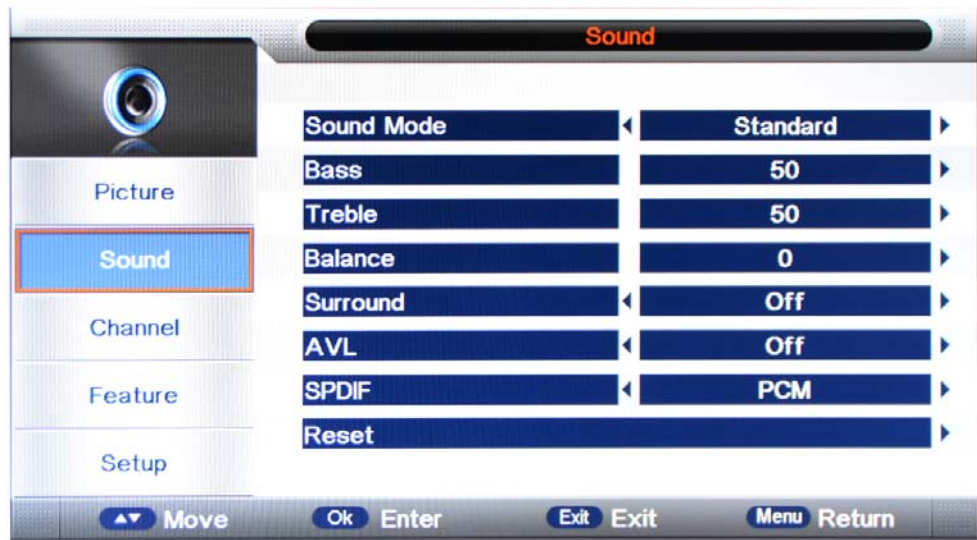 Sound
Sound Mode Standard
Bass 50
Treble 50
Balance 0
Surround Off
AVL Off
SPDIF PCM
Reset
Picture
Sound
Channel
Feature
Setup
Move Ok Enter Exit Exit Menu Return